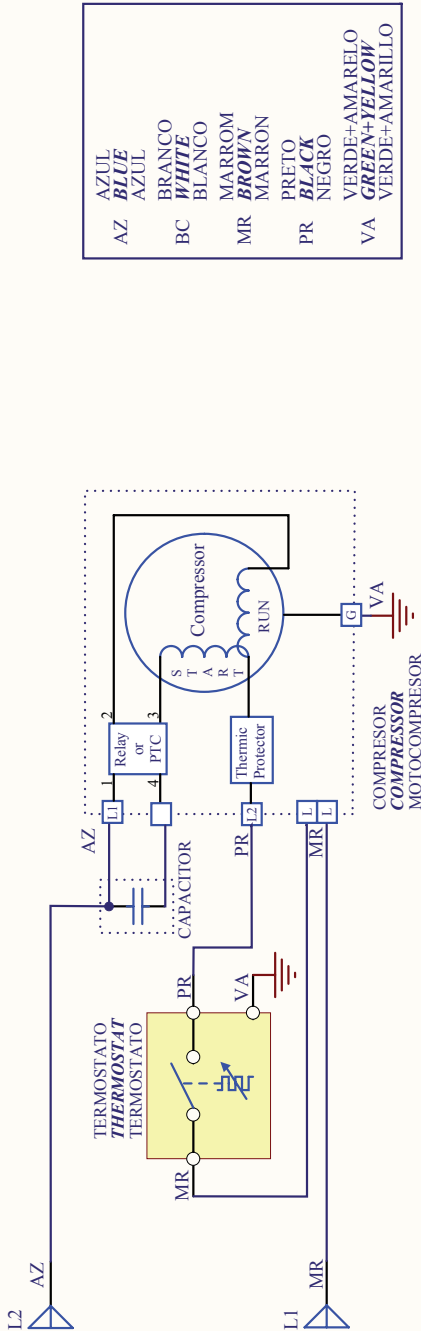 L2
AZ
L1
MR
TERMOSTATO
THERMOSTAT
TERMOSTATO
MR
PR
VA
CAPACITOR
AZ
L1
PR
L2
L
L
MR
1
2
4
3
Relay
or
PTC
Thermic
Protector
Compressor
START
RUN
G
VA
COMPRESOR
COMPRESSOR
MOTOCOMPRESOR
AZUL
AZ BLUE
AZUL
BRANCO
BC WHITE
BLANCO
MARROM
MR BROWN
MARRON
PRETO
PR BLACK
NEGRO
VERDE+AMARELO
VA GREEN+YELLOW
VERDE+AMARILLO